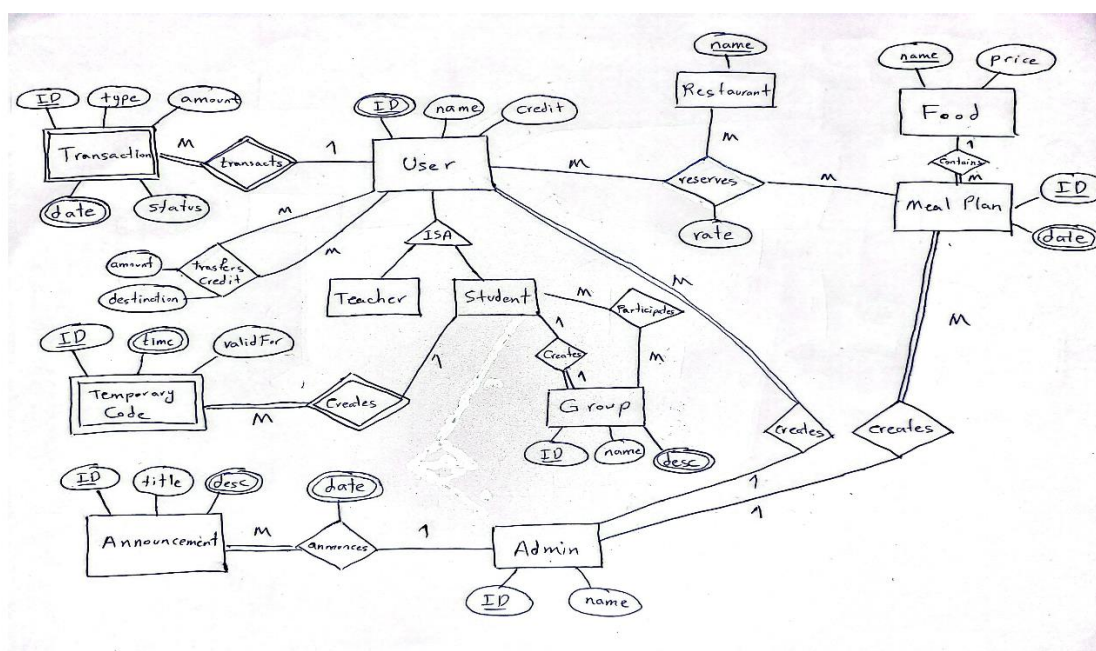 name
Restaurant
name
price
Food
ID
type
amount
Transaction
date
status
M
transacts
1
ID
name
credit
User
M
reserves
rate
M
M
1
Contains
M
Meal Plan
ID
date
M
amount
destination
trasfers
Credit
M
ISA
Teacher
Student
M
Participates
M
1
Creates
1
Group
ID
name
desc
ID
time
validFor
Temporary
Code
M
Creates
1
M
creates
1
M
creates
1
ID
title
desc
Announcement
M
date
annonces
1
Admin
ID
name